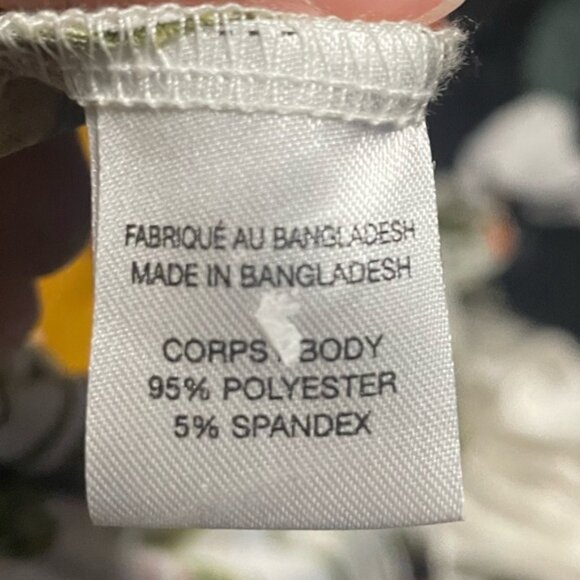 FABRIQUÉ AU BANGLADESH
MADE IN BANGLADESH
CORPS / BODY
95% POLYESTER
5% SPANDEX